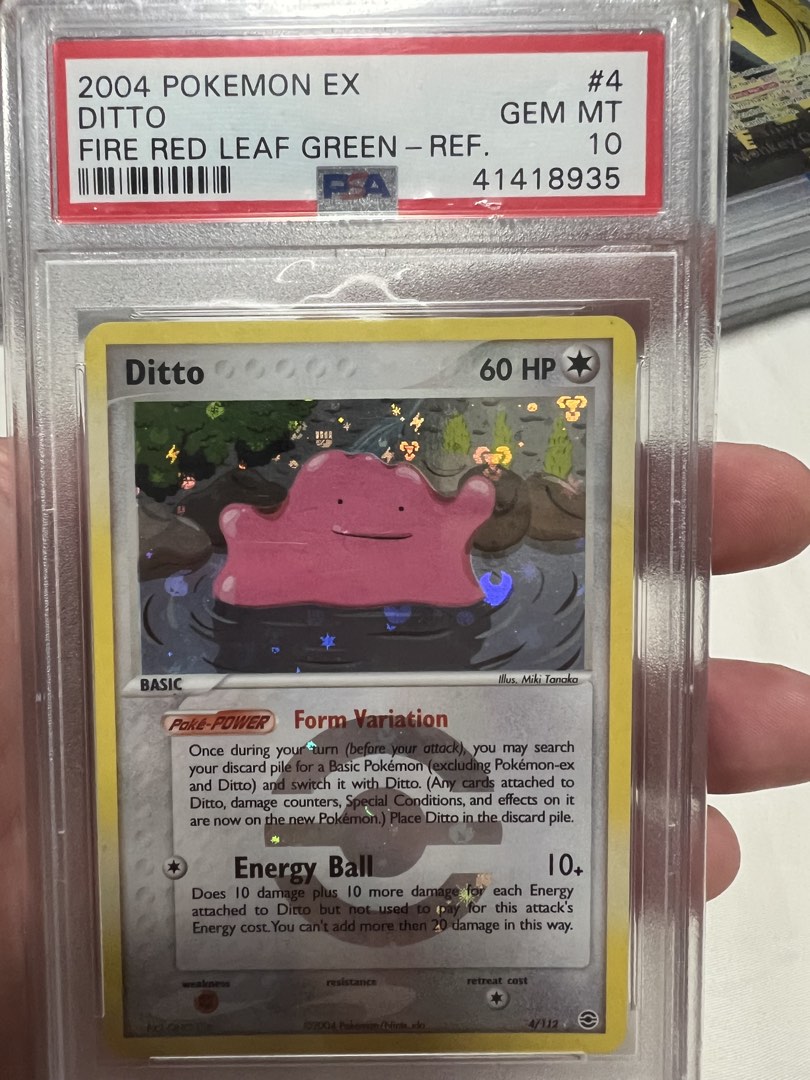 2004 POKEMON EX #4
DITTO GEM MT
FIRE RED LEAF GREEN – REF. 10
PSA 41418935
Ditto 60 HP
BASIC Illus. Miki Tanaka
Poké-POWER Form Variation
Once during your turn (before your attack), you may search
your discard pile for a Basic Pokémon (excluding Pokémon-ex
and Ditto) and switch it with Ditto. (Any cards attached to
Ditto, damage counters, Special Conditions, and effects on it
are now on the new Pokémon.) Place Ditto in the discard pile.
Energy Ball 10+
Does 10 damage plus 10 more damage for each Energy
attached to Ditto but not used to pay for this attack's
Energy cost. You can't add more then 20 damage in this way.
weakness resistance retreat cost
©2004 Pokémon/Nintendo 4/112